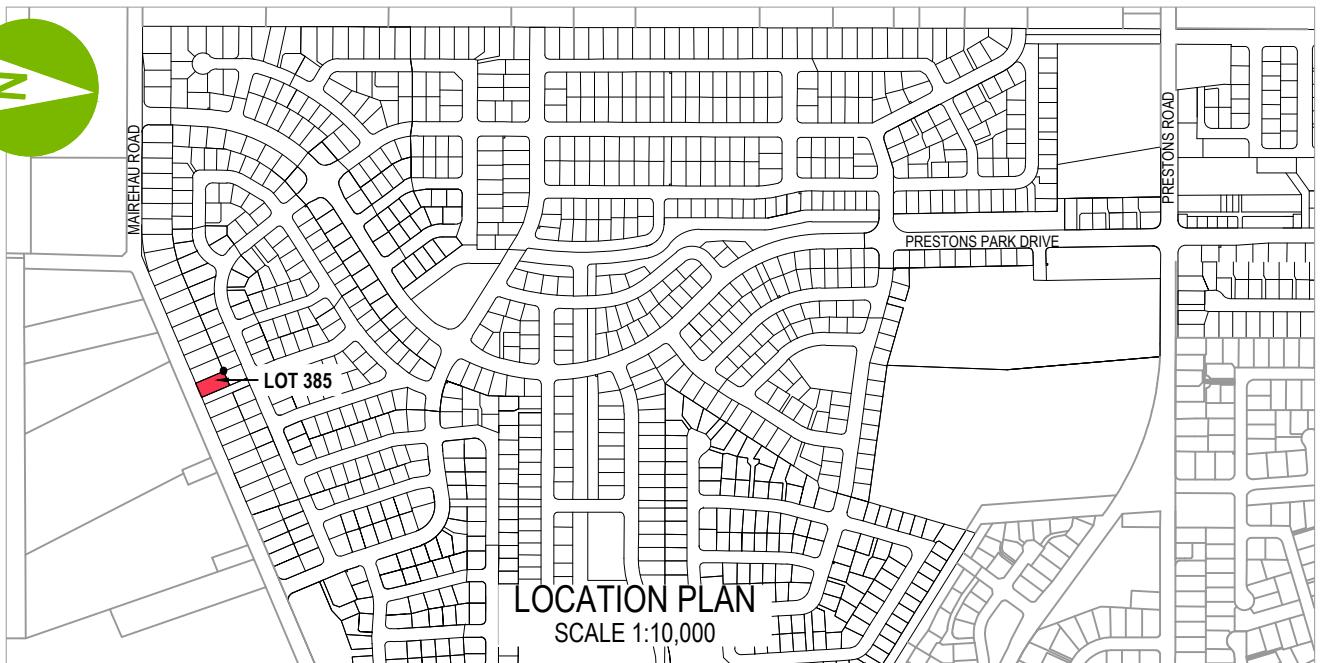 N
MAIREHAU ROAD
PRESTONS ROAD
PRESTONS PARK DRIVE
LOT 385
LOCATION PLAN
SCALE 1:10,000